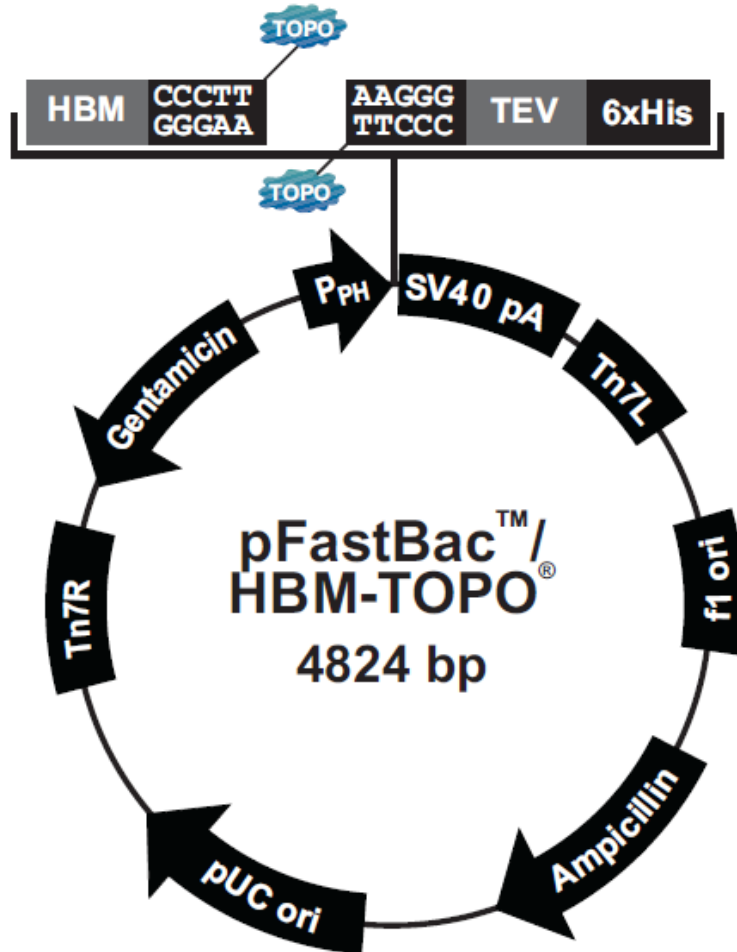 TOPO
HBM CCCTT AAGGG TEV 6xHis
GGGAA TTCCC
TOPO
PPH SV40 pA
Gentamicin Tn7L
pFastBac™/
HBM-TOPO®
4824 bp
Tn7R f1 ori
Ampicillin
pUC ori